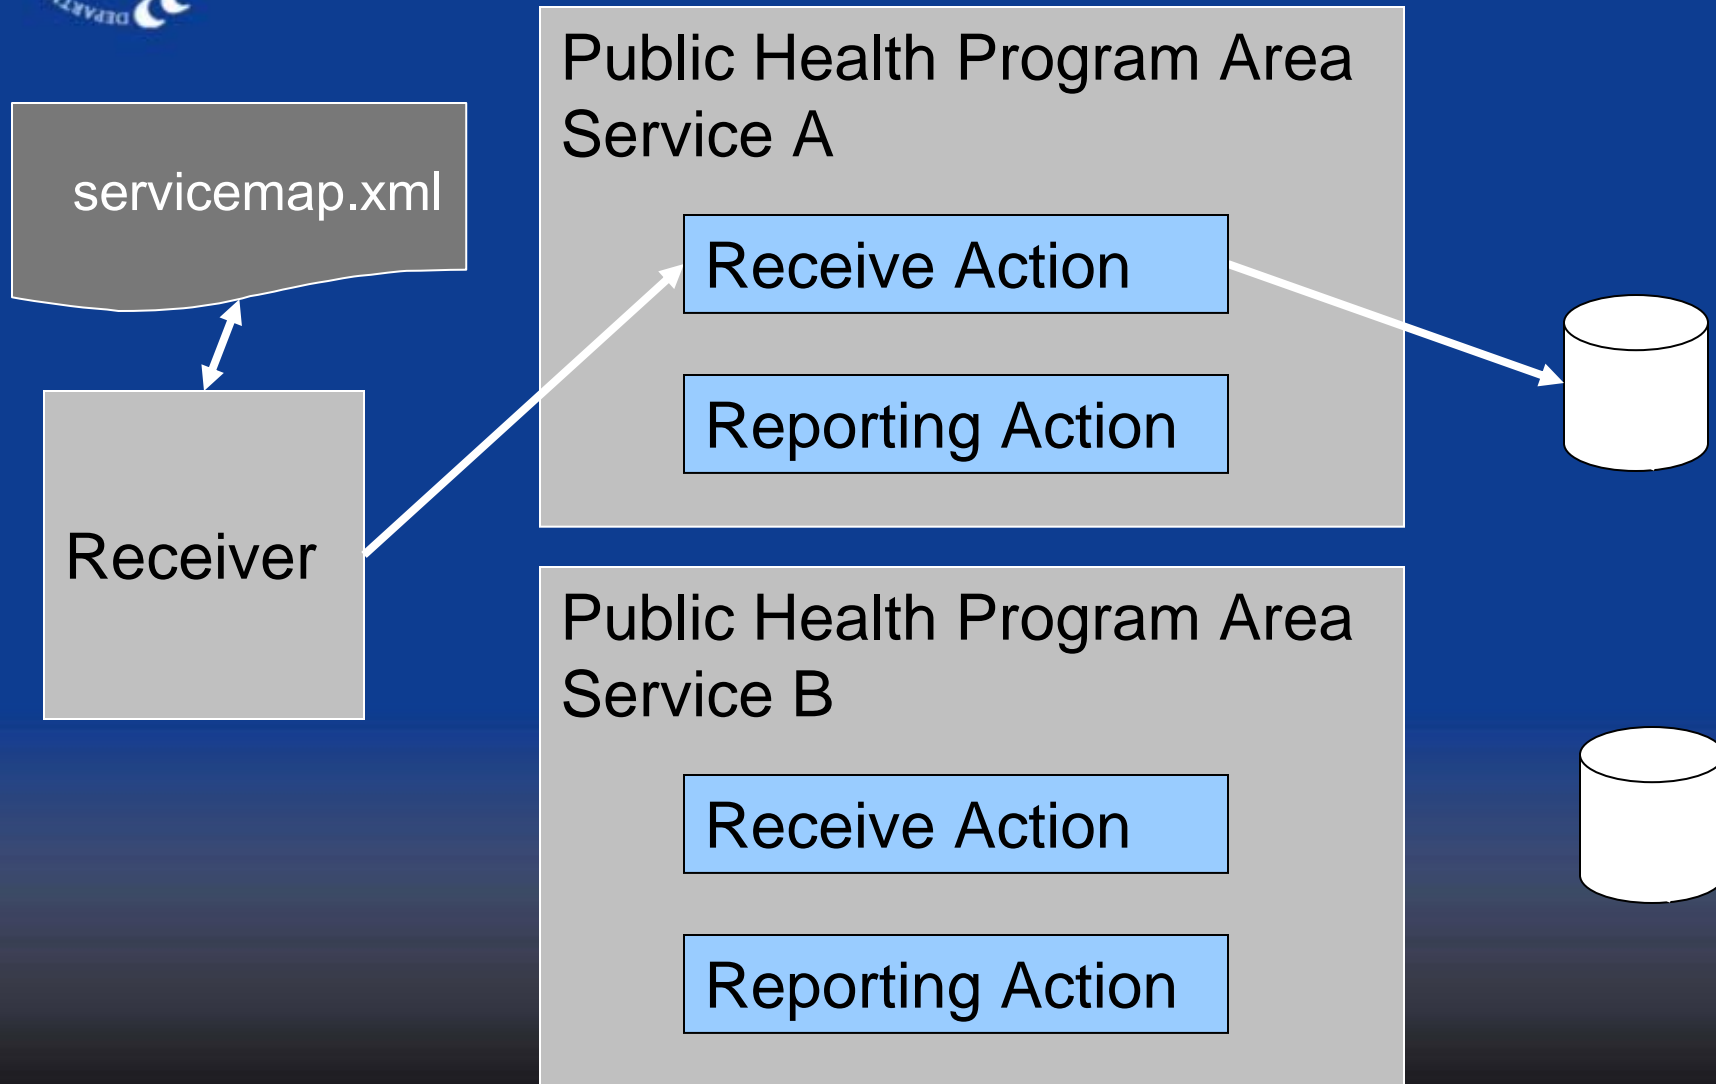 Public Health Program Area
Service A
servicemap.xml
Receive Action
Reporting Action
Receiver
Public Health Program Area
Service B
Receive Action
Reporting Action